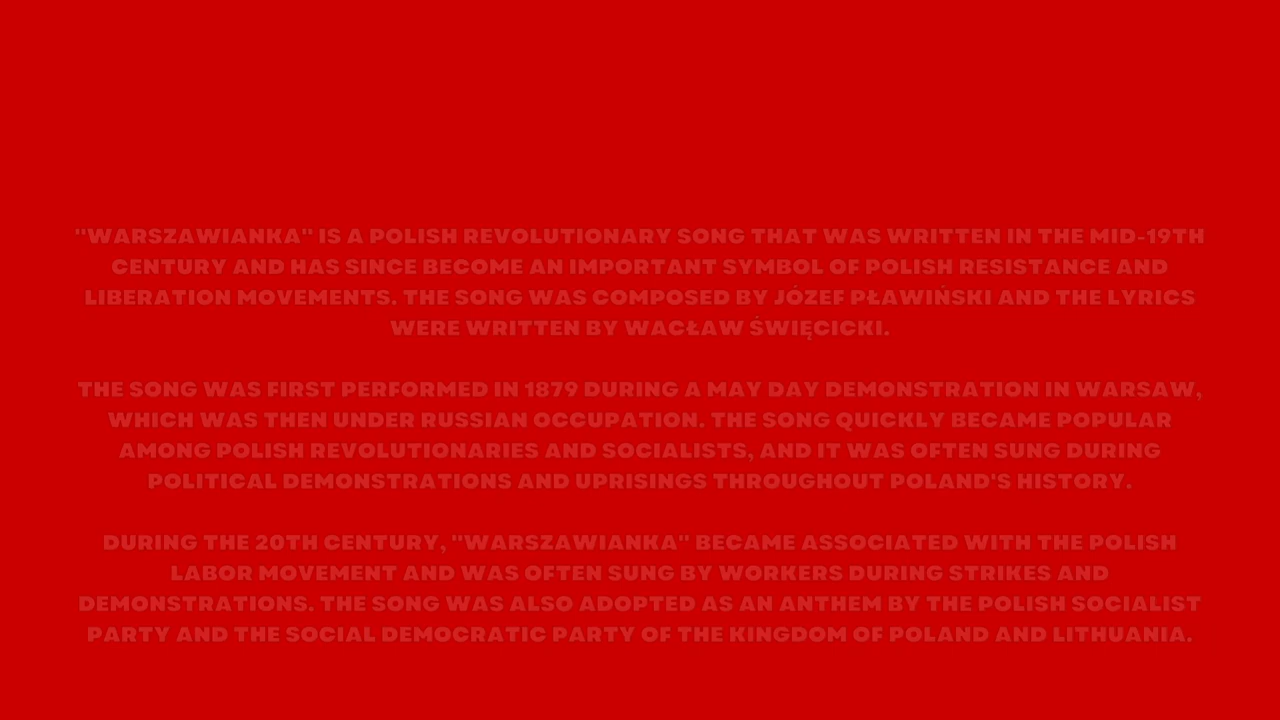 "WARSZAWIANKA" IS A POLISH REVOLUTIONARY SONG THAT WAS WRITTEN IN THE MID-19TH
CENTURY AND HAS SINCE BECOME AN IMPORTANT SYMBOL OF POLISH RESISTANCE AND
LIBERATION MOVEMENTS. THE SONG WAS COMPOSED BY JÓZEF PŁAWIŃSKI AND THE LYRICS
WERE WRITTEN BY WACŁAW ŚWIĘCICKI.
THE SONG WAS FIRST PERFORMED IN 1879 DURING A MAY DAY DEMONSTRATION IN WARSAW,
WHICH WAS THEN UNDER RUSSIAN OCCUPATION. THE SONG QUICKLY BECAME POPULAR
AMONG POLISH REVOLUTIONARIES AND SOCIALISTS, AND IT WAS OFTEN SUNG DURING
POLITICAL DEMONSTRATIONS AND UPRISINGS THROUGHOUT POLAND'S HISTORY.
DURING THE 20TH CENTURY, "WARSZAWIANKA" BECAME ASSOCIATED WITH THE POLISH
LABOR MOVEMENT AND WAS OFTEN SUNG BY WORKERS DURING STRIKES AND
DEMONSTRATIONS. THE SONG WAS ALSO ADOPTED AS AN ANTHEM BY THE POLISH SOCIALIST
PARTY AND THE SOCIAL DEMOCRATIC PARTY OF THE KINGDOM OF POLAND AND LITHUANIA.